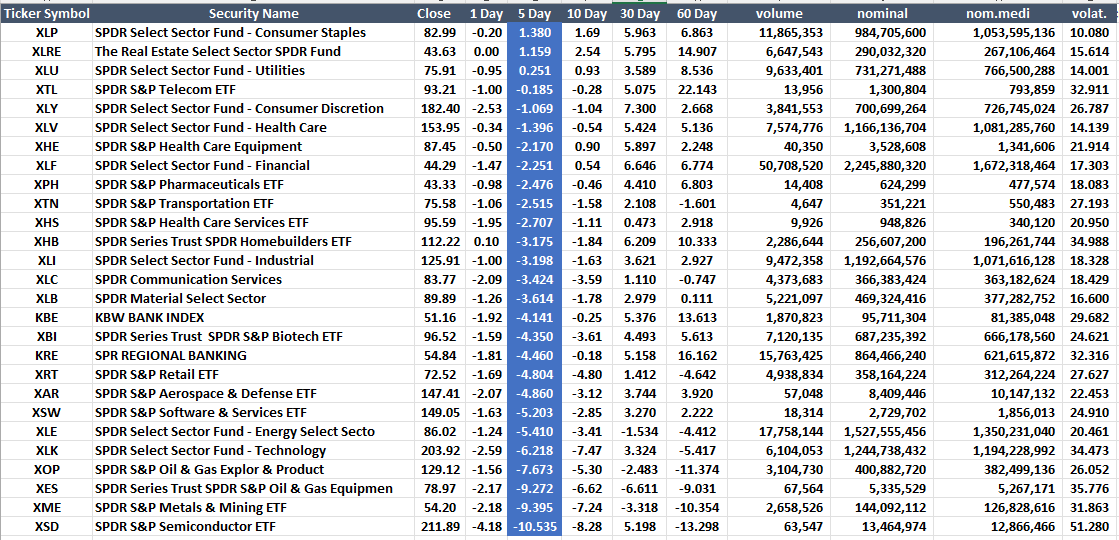 Ticker Symbol Security Name Close 1 Day 5 Day 10 Day 30 Day 60 Day volume nominal nom.medi volat.
XLP SPDR Select Sector Fund - Consumer Staples 82.99 -0.20 1.380 1.69 5.963 6.863 11,865,353 984,705,600 1,053,595,136 10.080
XLRE The Real Estate Select Sector SPDR Fund 43.63 0.00 1.159 2.54 5.795 14.907 6,647,543 290,032,320 267,106,464 15.614
XLU SPDR Select Sector Fund - Utilities 75.91 -0.95 0.251 0.93 3.589 8.536 9,633,401 731,271,488 766,500,288 14.001
XTL SPDR S&P Telecom ETF 93.21 -1.00 -0.185 -0.28 5.075 22.143 13,956 1,300,804 793,859 32.911
XLY SPDR Select Sector Fund - Consumer Discretion 182.40 -2.53 -1.069 -1.04 7.300 2.668 3,841,553 700,699,264 726,745,024 26.787
XLV SPDR Select Sector Fund - Health Care 153.95 -0.34 -1.396 -0.54 5.424 5.136 7,574,776 1,166,136,704 1,081,285,760 14.139
XHE SPDR S&P Health Care Equipment 87.45 -0.50 -2.170 0.90 5.897 2.248 40,350 3,528,608 1,341,606 21.914
XLF SPDR Select Sector Fund - Financial 44.29 -1.47 -2.251 0.54 6.646 6.774 50,708,520 2,245,880,320 1,672,318,464 17.303
XPH SPDR S&P Pharmaceuticals ETF 43.33 -0.98 -2.476 -0.46 4.410 6.803 14,408 624,299 477,574 18.083
XTN SPDR S&P Transportation ETF 75.58 -1.06 -2.515 -1.58 2.108 -1.601 4,647 351,221 550,483 27.193
XHS SPDR S&P Health Care Services ETF 95.59 -1.95 -2.707 -1.11 0.473 2.918 9,926 948,826 340,120 20.950
XHB SPDR Series Trust SPDR Homebuilders ETF 112.22 0.10 -3.175 -1.84 6.209 10.333 2,286,644 256,607,200 196,261,744 34.988
XLI SPDR Select Sector Fund - Industrial 125.91 -1.00 -3.198 -1.63 3.621 2.927 9,472,358 1,192,664,576 1,071,616,128 18.328
XLC SPDR Communication Services 83.77 -2.09 -3.424 -3.59 1.110 -0.747 4,373,683 366,383,424 363,182,624 18.429
XLB SPDR Material Select Sector 89.89 -1.26 -3.614 -1.78 2.979 0.111 5,221,097 469,324,416 377,282,752 16.600
KBE KBW BANK INDEX 51.16 -1.92 -4.141 -0.25 5.376 13.613 1,870,823 95,711,304 81,385,048 29.682
XBI SPDR Series Trust SPDR S&P Biotech ETF 96.52 -1.59 -4.350 -3.61 4.493 5.613 7,120,135 687,235,392 666,178,560 24.621
KRE SPR REGIONAL BANKING 54.84 -1.81 -4.460 -0.18 5.158 16.162 15,763,425 864,466,240 621,615,872 32.316
XRT SPDR S&P Retail ETF 72.52 -1.69 -4.804 -4.80 1.412 -4.642 4,938,834 358,164,224 312,264,224 27.627
XAR SPDR S&P Aerospace & Defense ETF 147.41 -2.07 -4.860 -3.12 3.744 3.920 57,048 8,409,446 10,147,132 22.453
XSW SPDR S&P Software & Services ETF 149.05 -1.63 -5.203 -2.85 3.270 2.222 18,314 2,729,702 1,856,013 24.910
XLE SPDR Select Sector Fund - Energy Select Secto 86.02 -1.24 -5.410 -3.41 -1.534 -4.412 17,758,144 1,527,555,456 1,350,231,040 20.461
XLK SPDR Select Sector Fund - Technology 203.92 -2.59 -6.218 -7.47 3.324 -5.417 6,104,053 1,244,738,432 1,194,228,992 34.473
XOP SPDR S&P Oil & Gas Explor & Product 129.12 -1.56 -7.673 -5.30 -2.483 -11.374 3,104,730 400,882,720 382,499,136 26.052
XES SPDR Series Trust SPDR S&P Oil & Gas Equipmen 78.97 -2.17 -9.272 -6.62 -6.611 -9.031 67,564 5,335,529 5,267,171 35.776
XME SPDR S&P Metals & Mining ETF 54.20 -2.18 -9.395 -7.24 -3.318 -10.354 2,658,526 144,092,112 126,828,616 31.863
XSD SPDR S&P Semiconductor ETF 211.89 -4.18 -10.535 -8.28 5.198 -13.298 63,547 13,464,974 12,866,466 51.280